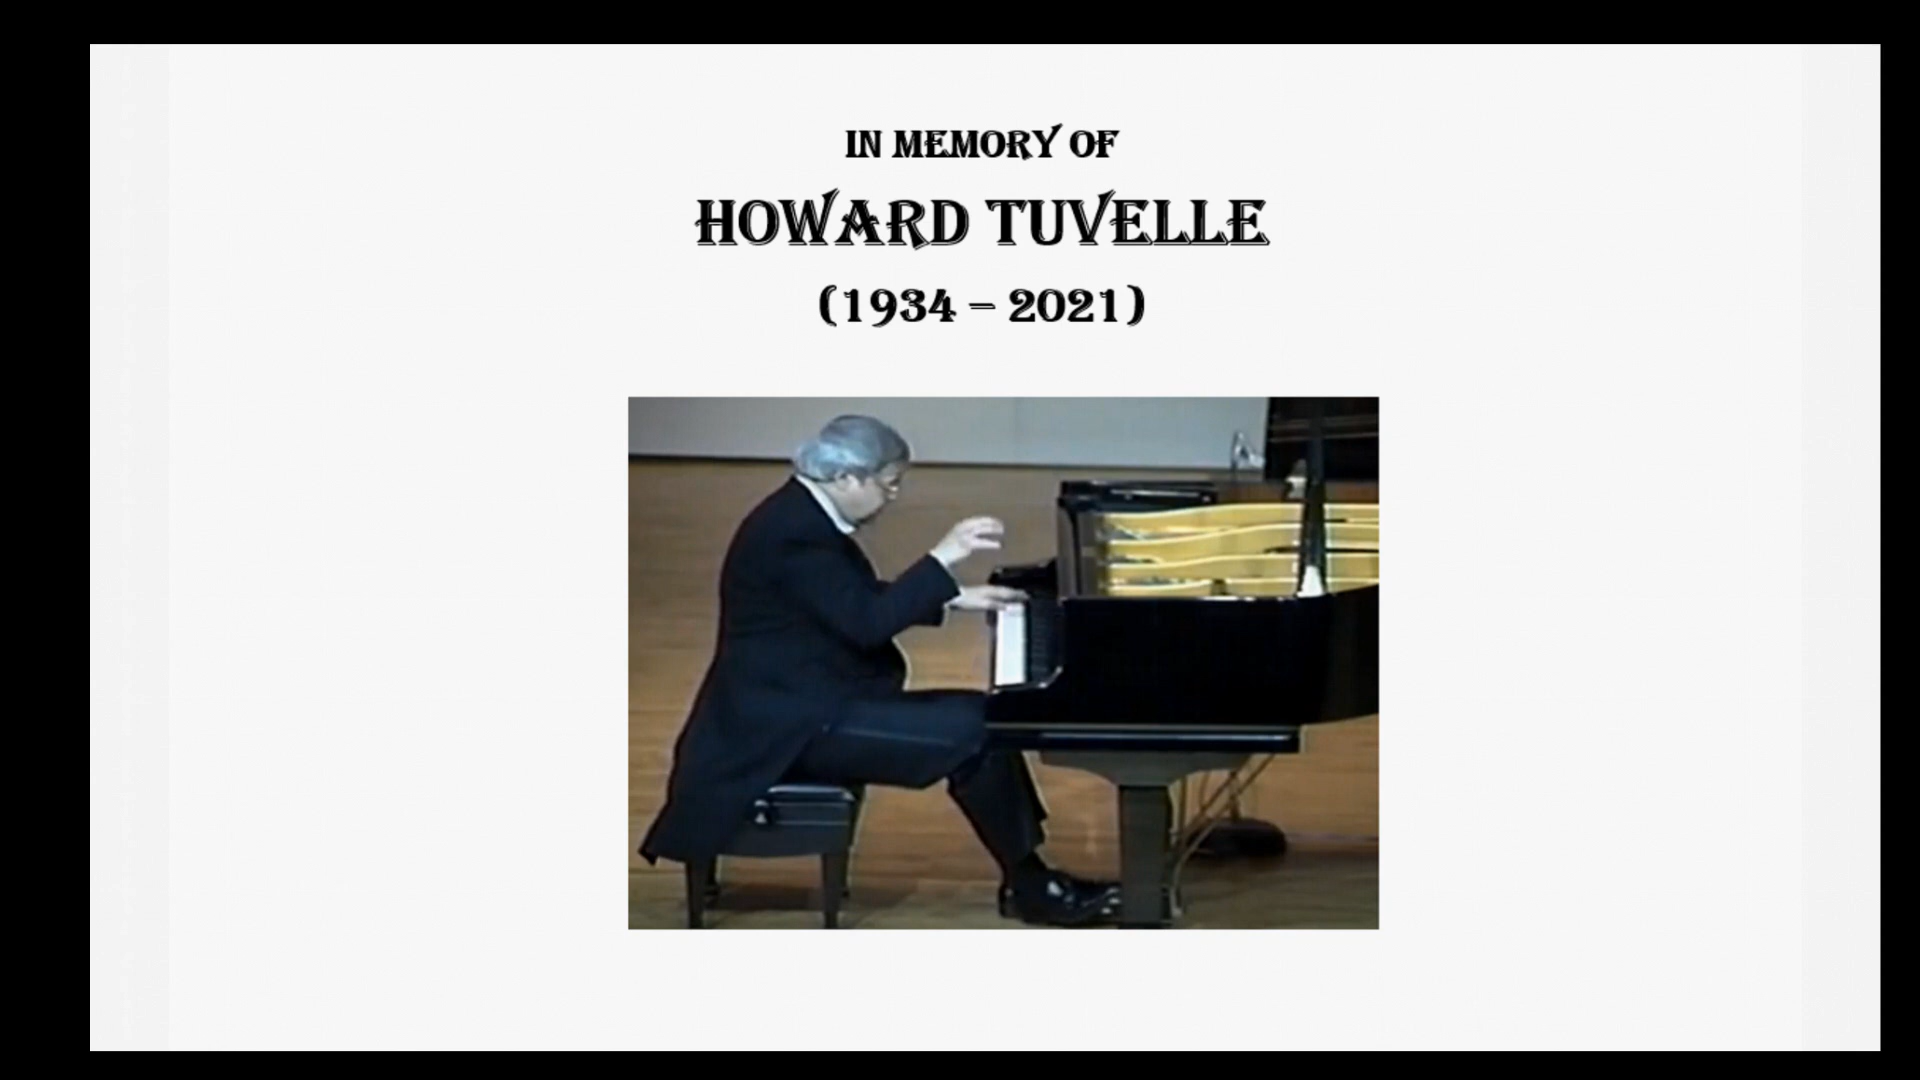 IN MEMORY OF
HOWARD TUVELLE
(1934 – 2021)